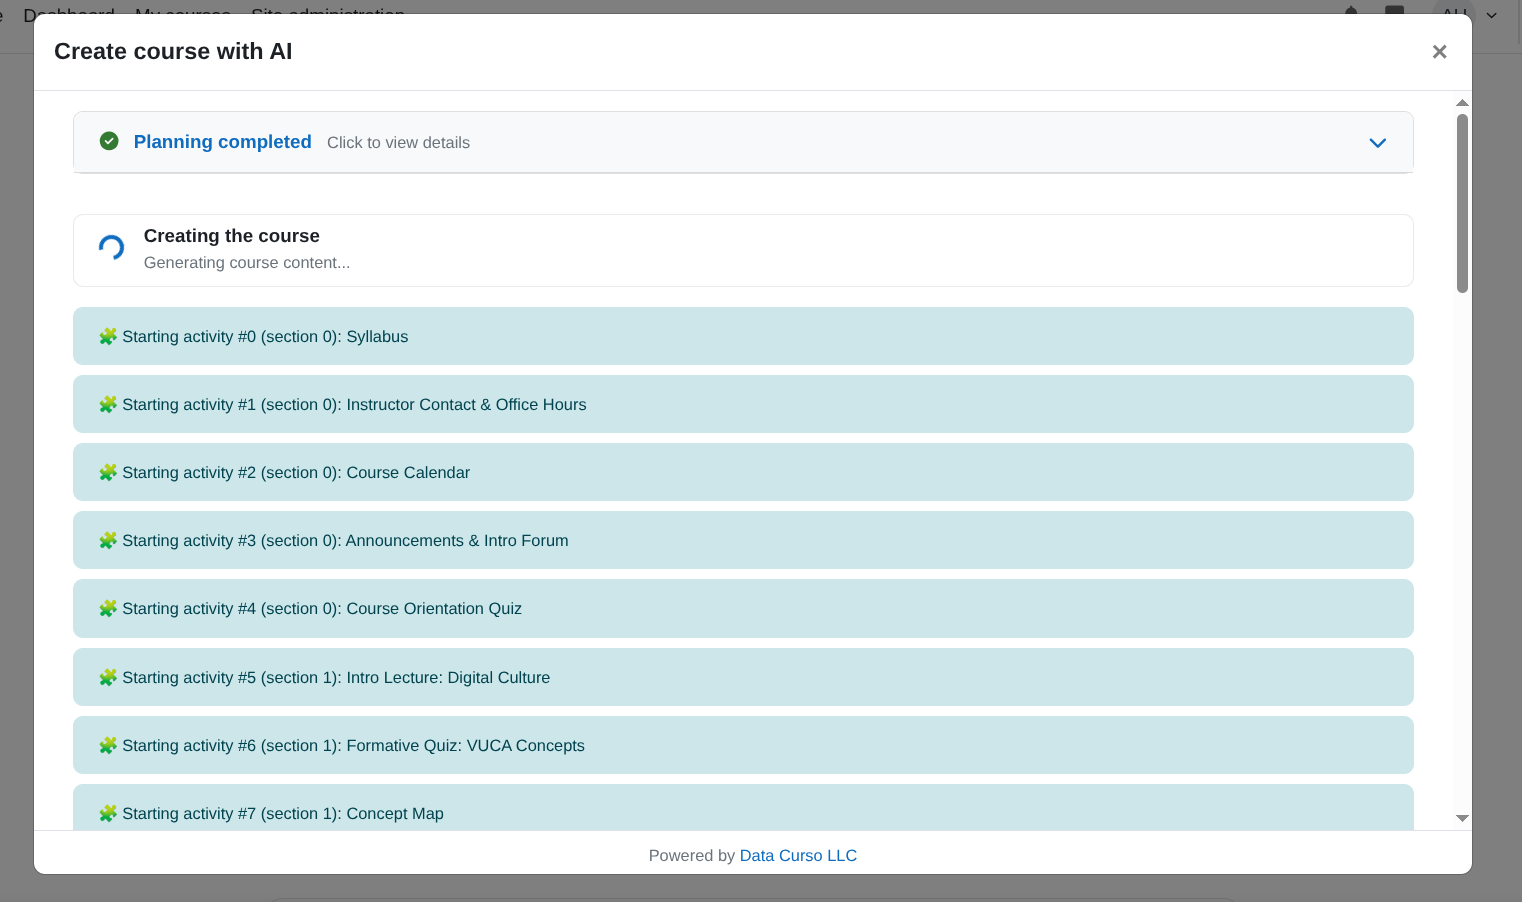 Dashboard My courses Site administration
Create course with AI
Planning completed Click to view details
Creating the course
Generating course content...
Starting activity #0 (section 0): Syllabus
Starting activity #1 (section 0): Instructor Contact & Office Hours
Starting activity #2 (section 0): Course Calendar
Starting activity #3 (section 0): Announcements & Intro Forum
Starting activity #4 (section 0): Course Orientation Quiz
Starting activity #5 (section 1): Intro Lecture: Digital Culture
Starting activity #6 (section 1): Formative Quiz: VUCA Concepts
Starting activity #7 (section 1): Concept Map
Powered by Data Curso LLC